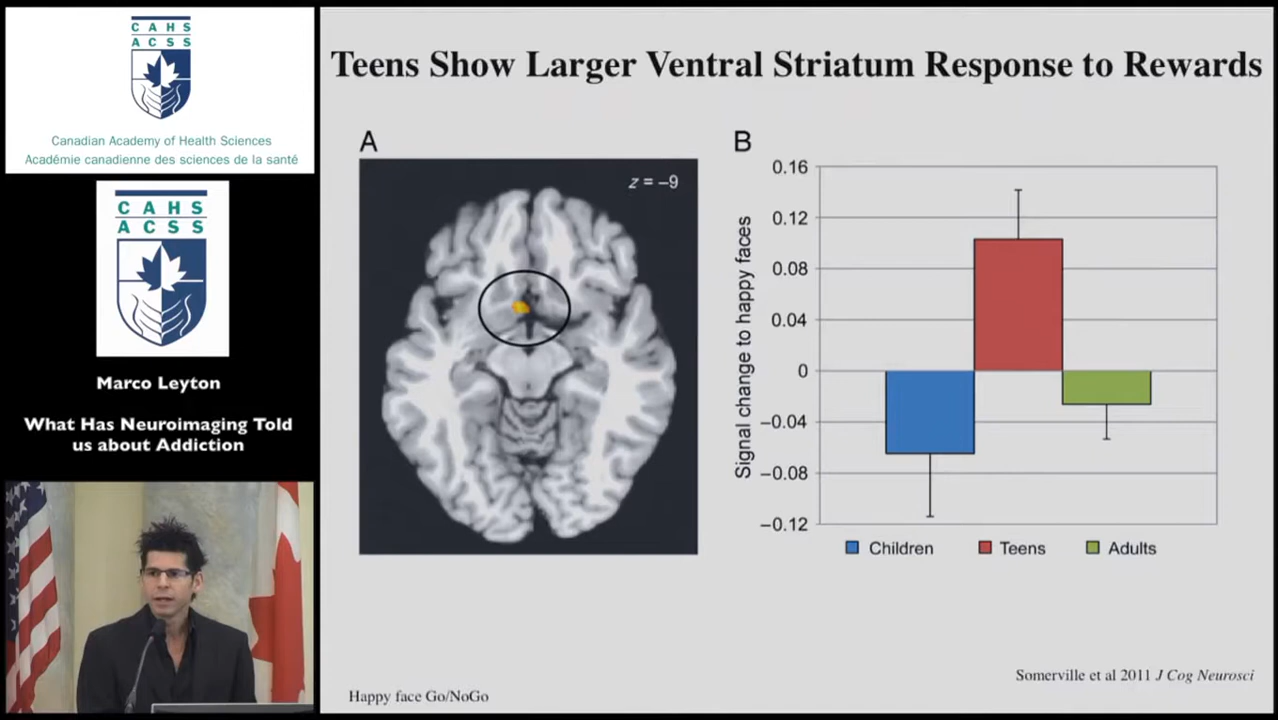 CAHS
ACSS
Canadian Academy of Health Sciences
Académie canadienne des sciences de la santé
CAHS
ACSS
Marco Leyton
What Has Neuroimaging Told
us about Addiction
Teens Show Larger Ventral Striatum Response to Rewards
A
z = –9
B
Signal change to happy faces
0.16
0.12
0.08
0.04
0
–0.04
–0.08
–0.12
Children
Teens
Adults
Somerville et al 2011 J Cog Neurosci
Happy face Go/NoGo